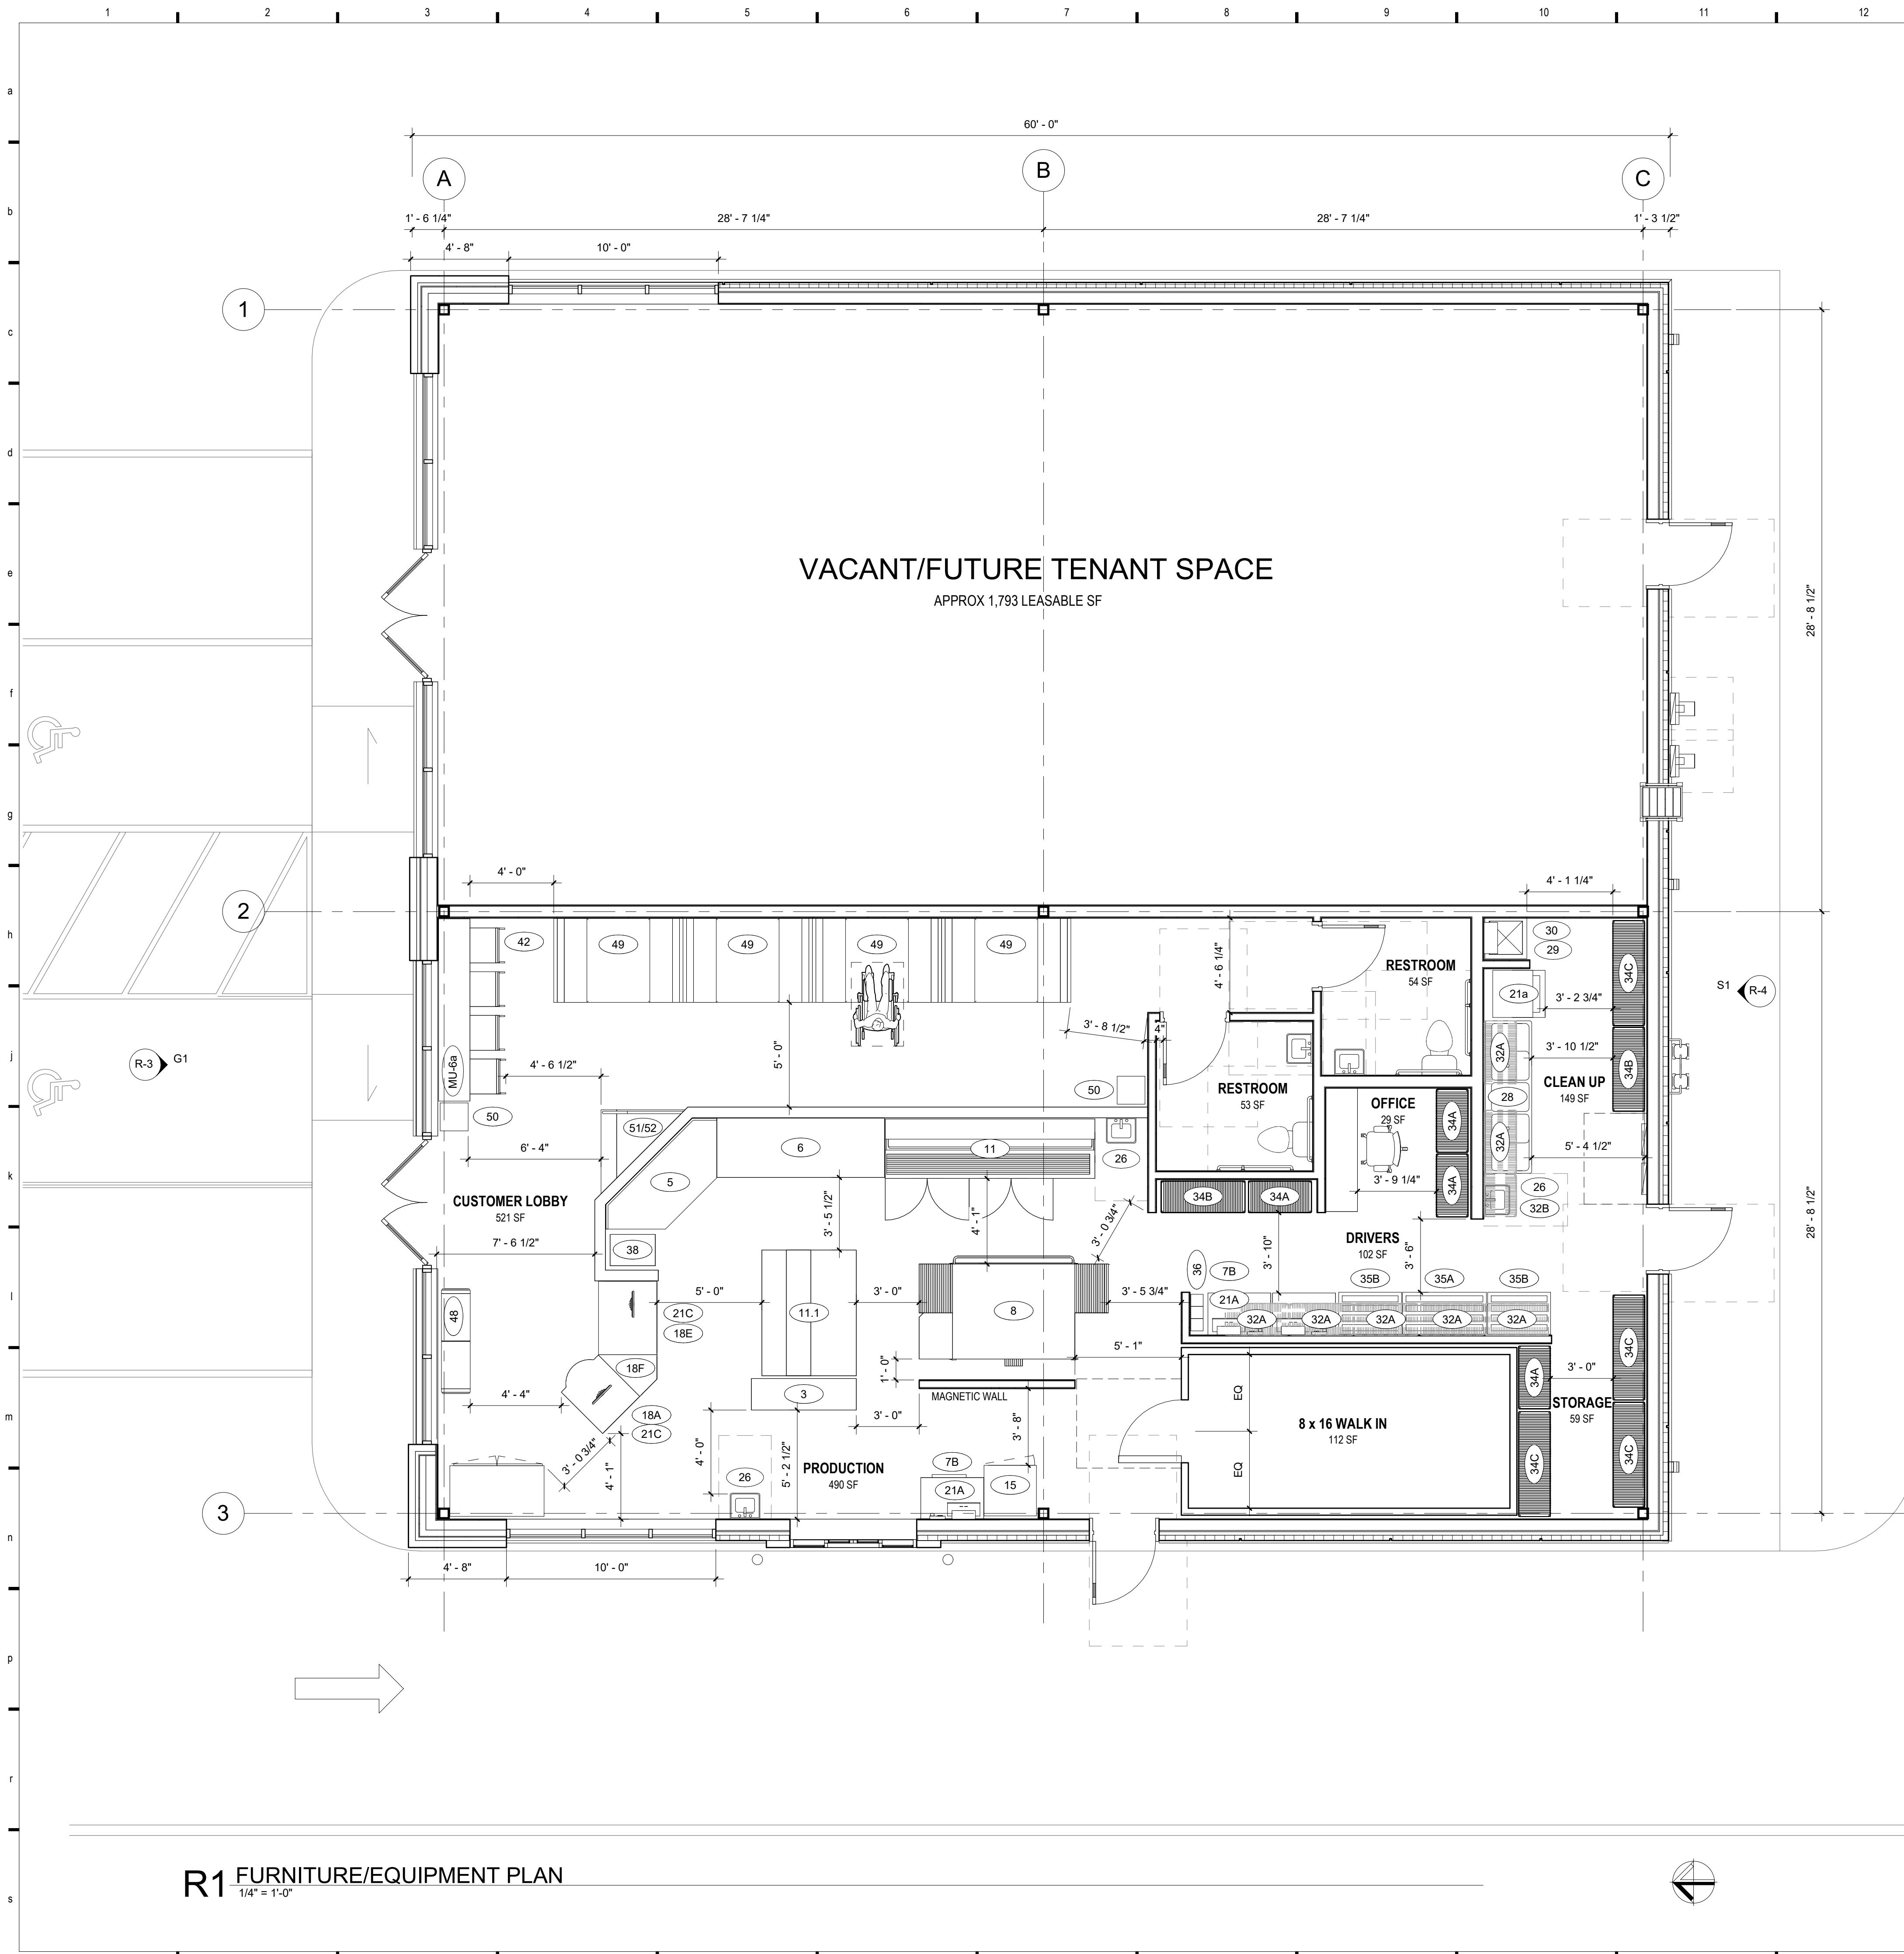 1 2 3 4 5 6 7 8 9 10 11 12
a
60' - 0"
A B C
b
1' - 6 1/4" 28' - 7 1/4" 28' - 7 1/4" 1' - 3 1/2"
4' - 8" 10' - 0"
1
c
d
e
VACANT/FUTURE TENANT SPACE
APPROX 1,793 LEASABLE SF
28' - 8 1/2"
f
g
4' - 0" 4' - 1 1/4"
2
h
42 49 49 49 49
4' - 6 1/4"
RESTROOM
54 SF
30
29
34C
21a
3' - 2 3/4"
S1 R-4
j
R-3 G1
MU-6a
4' - 6 1/2"
5' - 0"
3' - 8 1/2" 4"
32A
3' - 10 1/2"
34B
50 50
RESTROOM
53 SF
OFFICE
29 SF
34A
CLEAN UP
149 SF
28
51/52
32A
5' - 4 1/2"
k
6' - 4"
6 11 26
5
34A
3' - 9 1/4"
26
32B
CUSTOMER LOBBY
521 SF
34B 34A
3' - 5 1/2"
4' - 1"
3' - 0 3/4"
28' - 8 1/2"
7' - 6 1/2"
38
DRIVERS
102 SF
3' - 10"
3' - 6"
l
36 7B 35B 35A 35B
48
5' - 0" 11.1 3' - 0" 8 3' - 5 3/4"
21C
18E
21A
32A 32A 32A 32A 32A
34C
5' - 1"
1' - 0"
18F
3
MAGNETIC WALL
EQ
34A
3' - 0"
4' - 4"
m
18A
21C
3' - 0"
3' - 8"
8 x 16 WALK IN
112 SF
STORAGE
59 SF
3' - 0 3/4"
4' - 1"
4' - 0"
5' - 2 1/2"
PRODUCTION
490 SF
EQ
34C
34C
26
7B
21A
15
3
n
4' - 8" 10' - 0"
p
r
R1 FURNITURE/EQUIPMENT PLAN
1/4" = 1'-0"
s